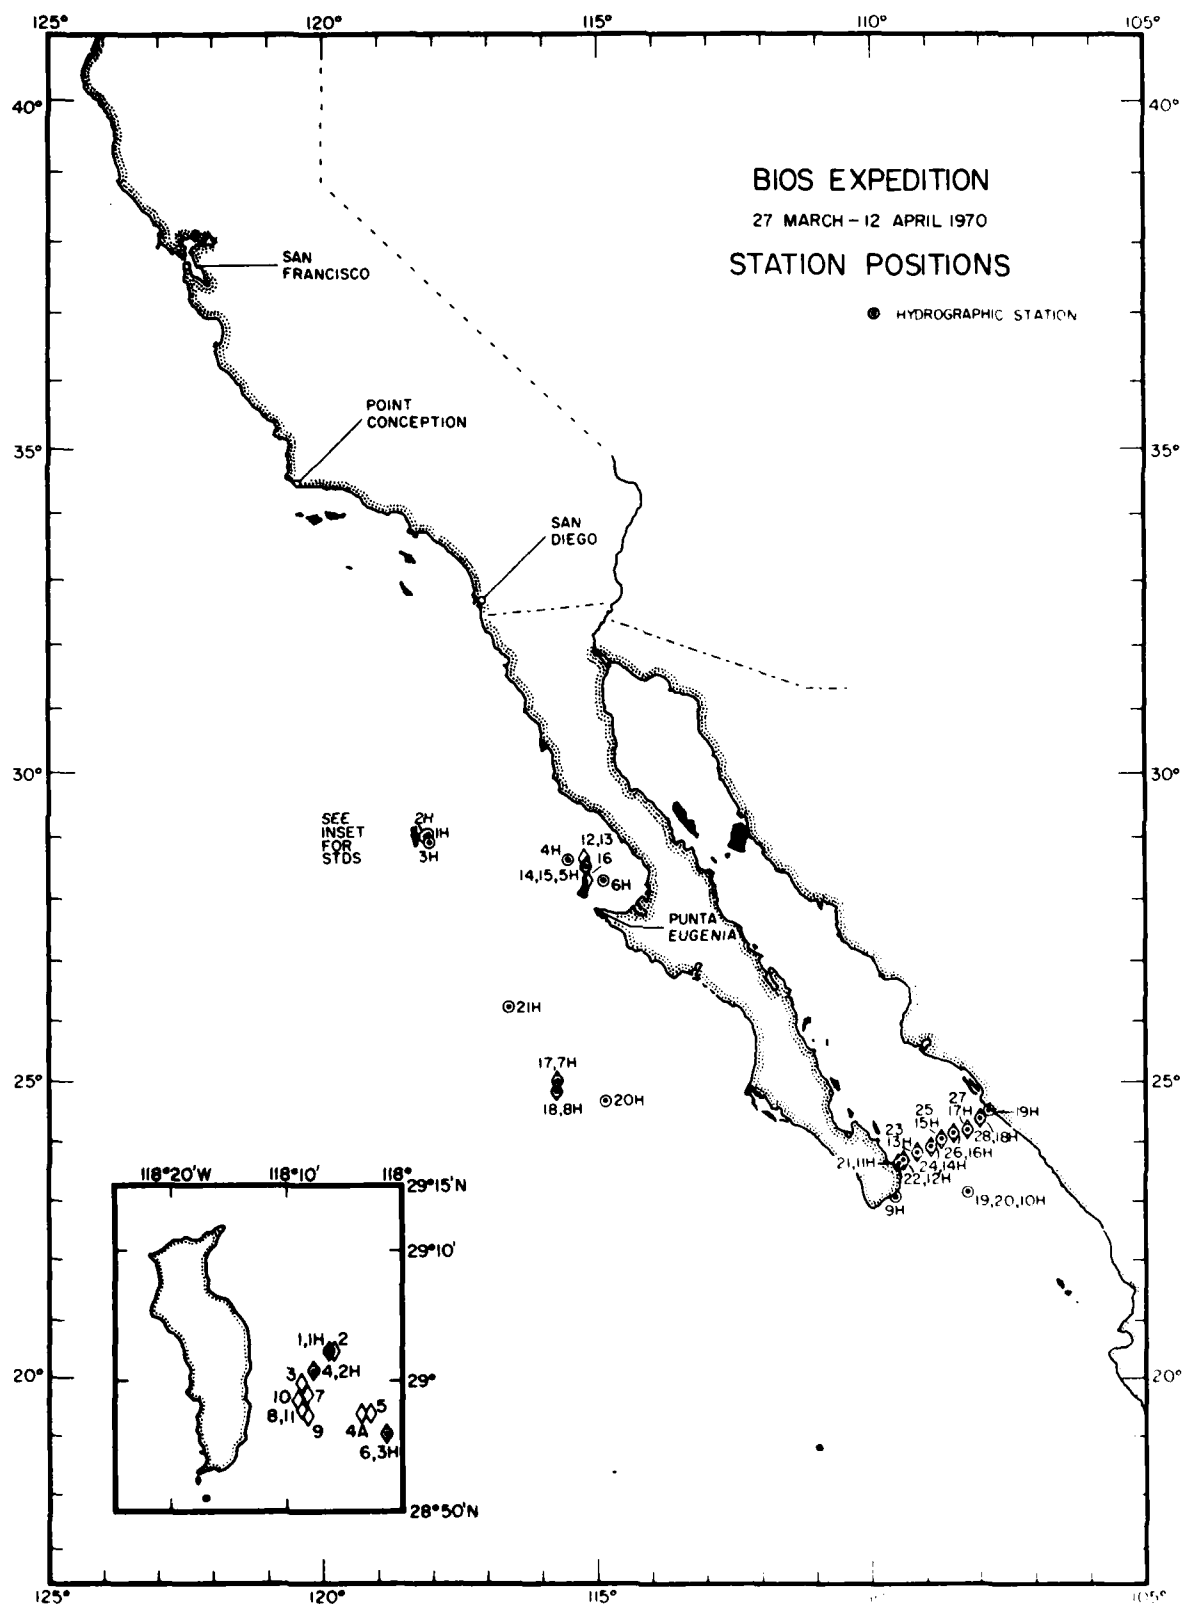 125°
120°
115°
110°
105°
40°
40°
BIOS EXPEDITION
27 MARCH – 12 APRIL 1970
STATION POSITIONS
HYDROGRAPHIC STATION
SAN
FRANCISCO
POINT
CONCEPTION
35°
35°
SAN
DIEGO
30°
30°
SEE
INSET
FOR
STDS
2H
1H
3H
12,13
4H
16
14,15,5H
6H
PUNTA
EUGENIA
21H
17,7H
25°
25°
18,8H
20H
27
25
17H
19H
15H
23
13H
28,18H
26,16H
21,11H
24,14H
22,12H
19,20,10H
9H
118°20'W
118°10'
118°
29°15'N
29°10'
1,1H
2
3
4,2H
29°
20°
10
7
5
8,11
9
4A
6,3H
28°50'N
125°
120°
115°
105°